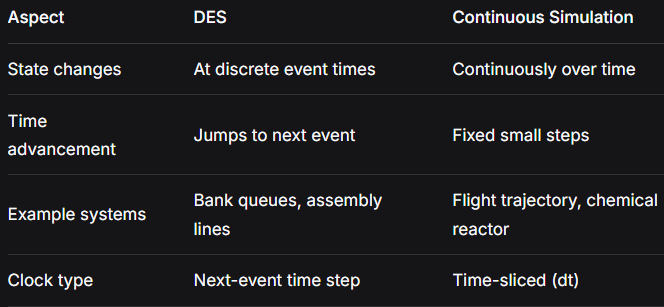 Aspect DES Continuous Simulation
State changes At discrete event times Continuously over time
Time
advancement Jumps to next event Fixed small steps
Example systems Bank queues, assembly
lines Flight trajectory, chemical
reactor
Clock type Next-event time step Time-sliced (dt)